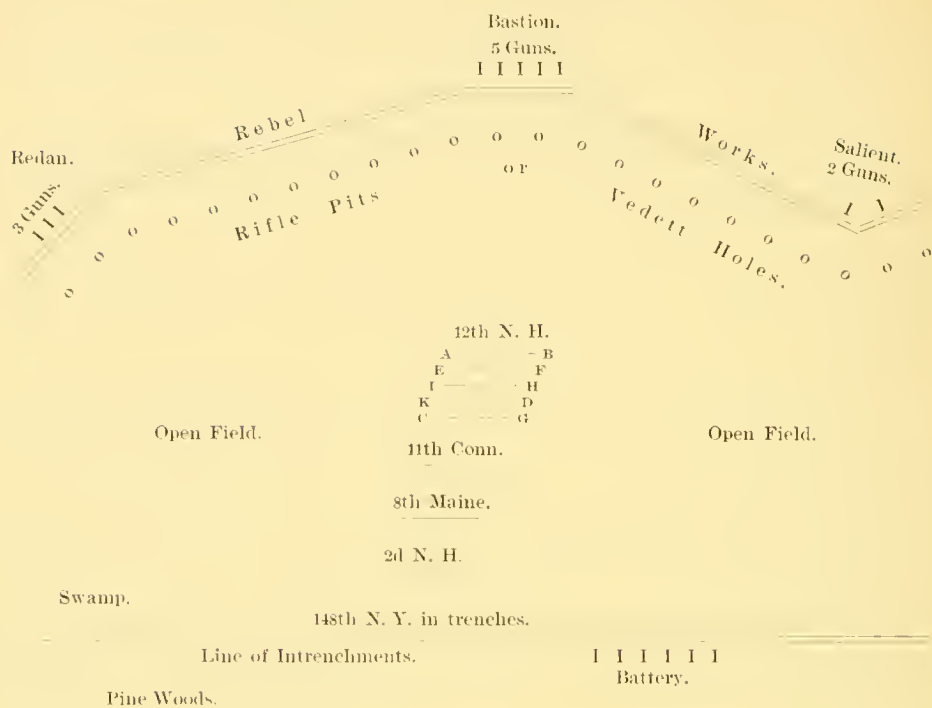 Bastion.
5 Guns.
I I I I I
Rebel
Works.
Redan.
3 Guns.
I I I
Salient.
2 Guns.
I I
o o o o o o o o o o o o o o o o o o o o o o o o
or
Rifle Pits
Vedett Holes.
12th N. H.
A B
E F
I H
K D
C G
Open Field.
Open Field.
11th Conn.
8th Maine.
2d N. H.
Swamp.
148th N. Y. in trenches.
Line of Intrenchments.
I I I I I I
Battery.
Pine Woods.